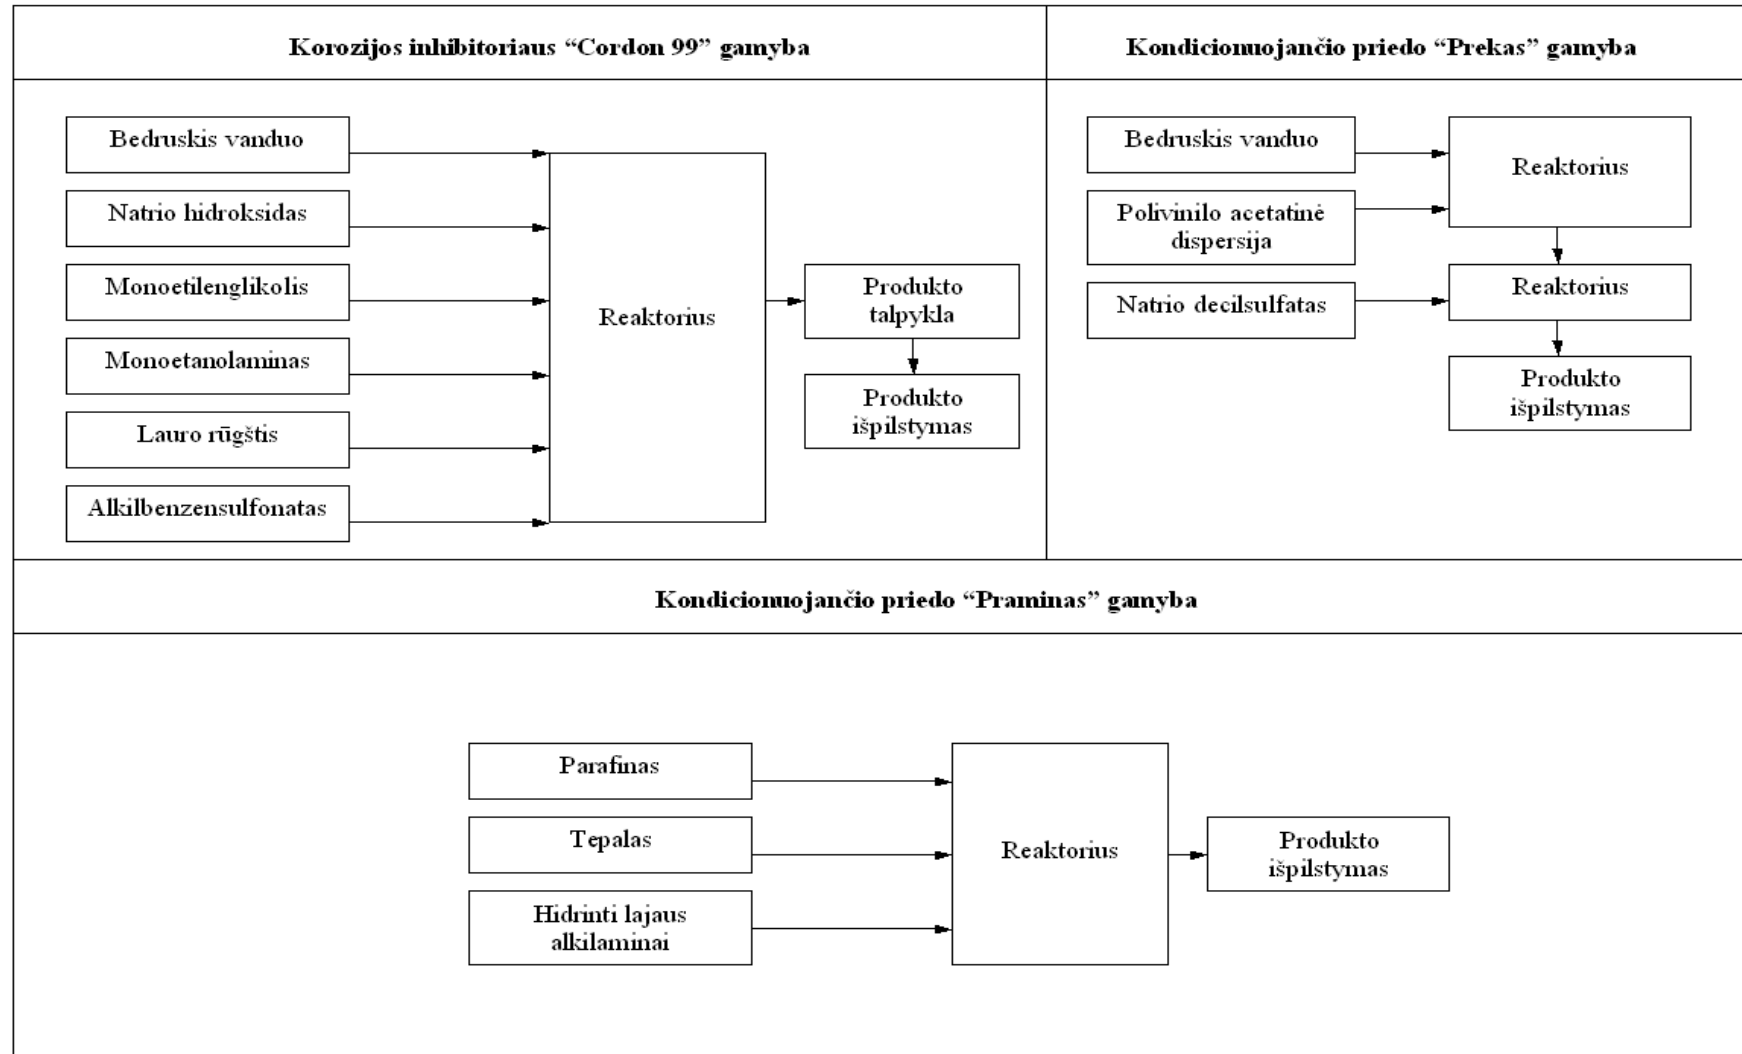 Korozijos inhibitoriaus “Cordon 99” gamyba
Bedruskis vanduo
Natrio hidroksidas
Monoetilenglikolis
Monoetanolaminas
Lauro rūgštis
Alkilbenzensulfonatas
Reaktorius
Produkto
talpykla
Produkto
išpilstymas
Kondicionuojančio priedo “Prekas” gamyba
Bedruskis vanduo
Polivinilo acetatinė
dispersija
Natrio decilsulfatas
Reaktorius
Reaktorius
Produkto
išpilstymas
Kondicionuojančio priedo “Praminas” gamyba
Parafinas
Tepalas
Hidrinti lajaus
alkilaminai
Reaktorius
Produkto
išpilstymas